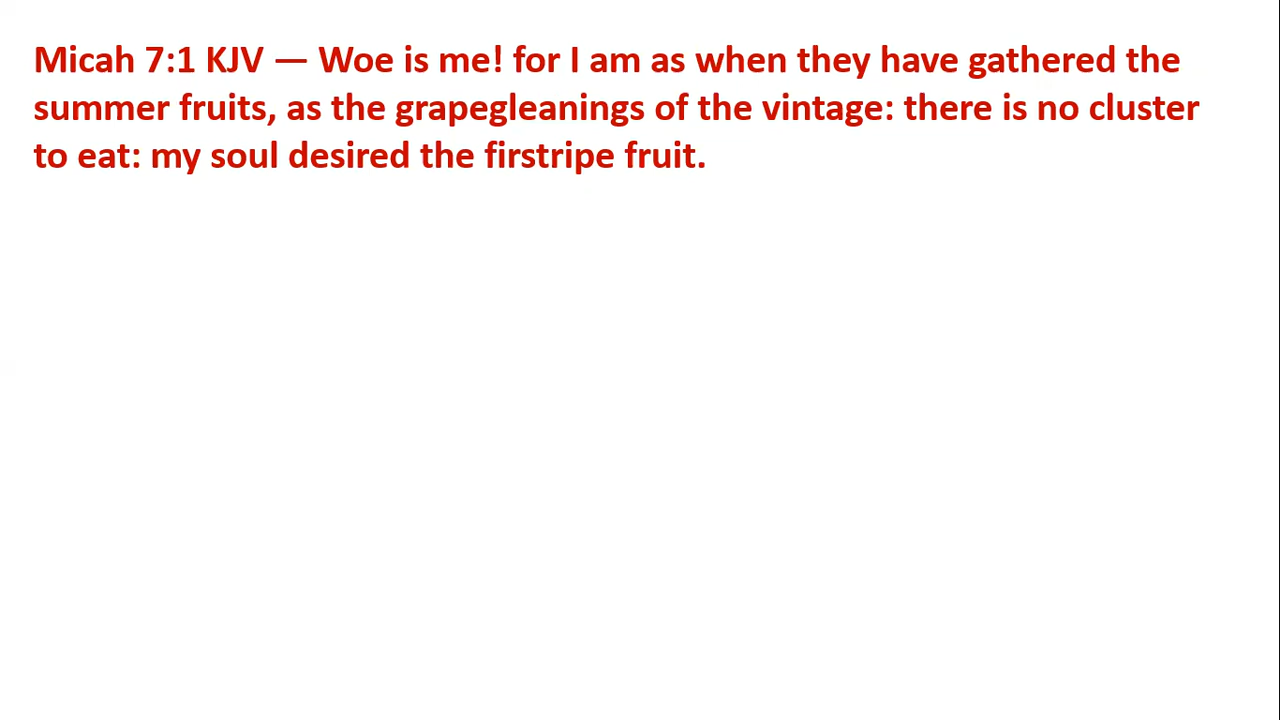 Micah 7:1 KJV — Woe is me! for I am as when they have gathered the
summer fruits, as the grapegleanings of the vintage: there is no cluster
to eat: my soul desired the firstripe fruit.